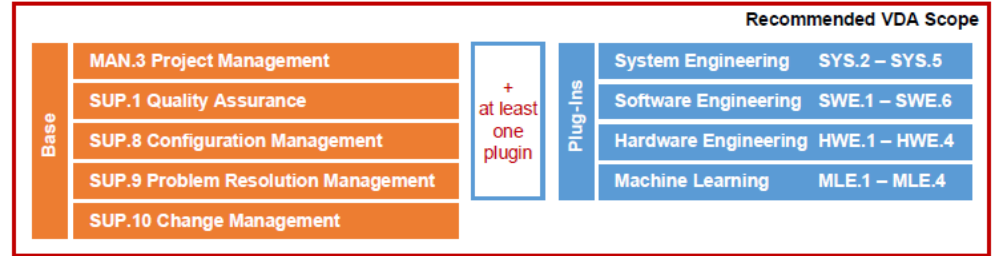 Recommended VDA Scope
Base
MAN.3 Project Management
SUP.1 Quality Assurance
SUP.8 Configuration Management
SUP.9 Problem Resolution Management
SUP.10 Change Management
+
at least
one
plugin
Plug-Ins
System Engineering SYS.2 – SYS.5
Software Engineering SWE.1 – SWE.6
Hardware Engineering HWE.1 – HWE.4
Machine Learning MLE.1 – MLE.4